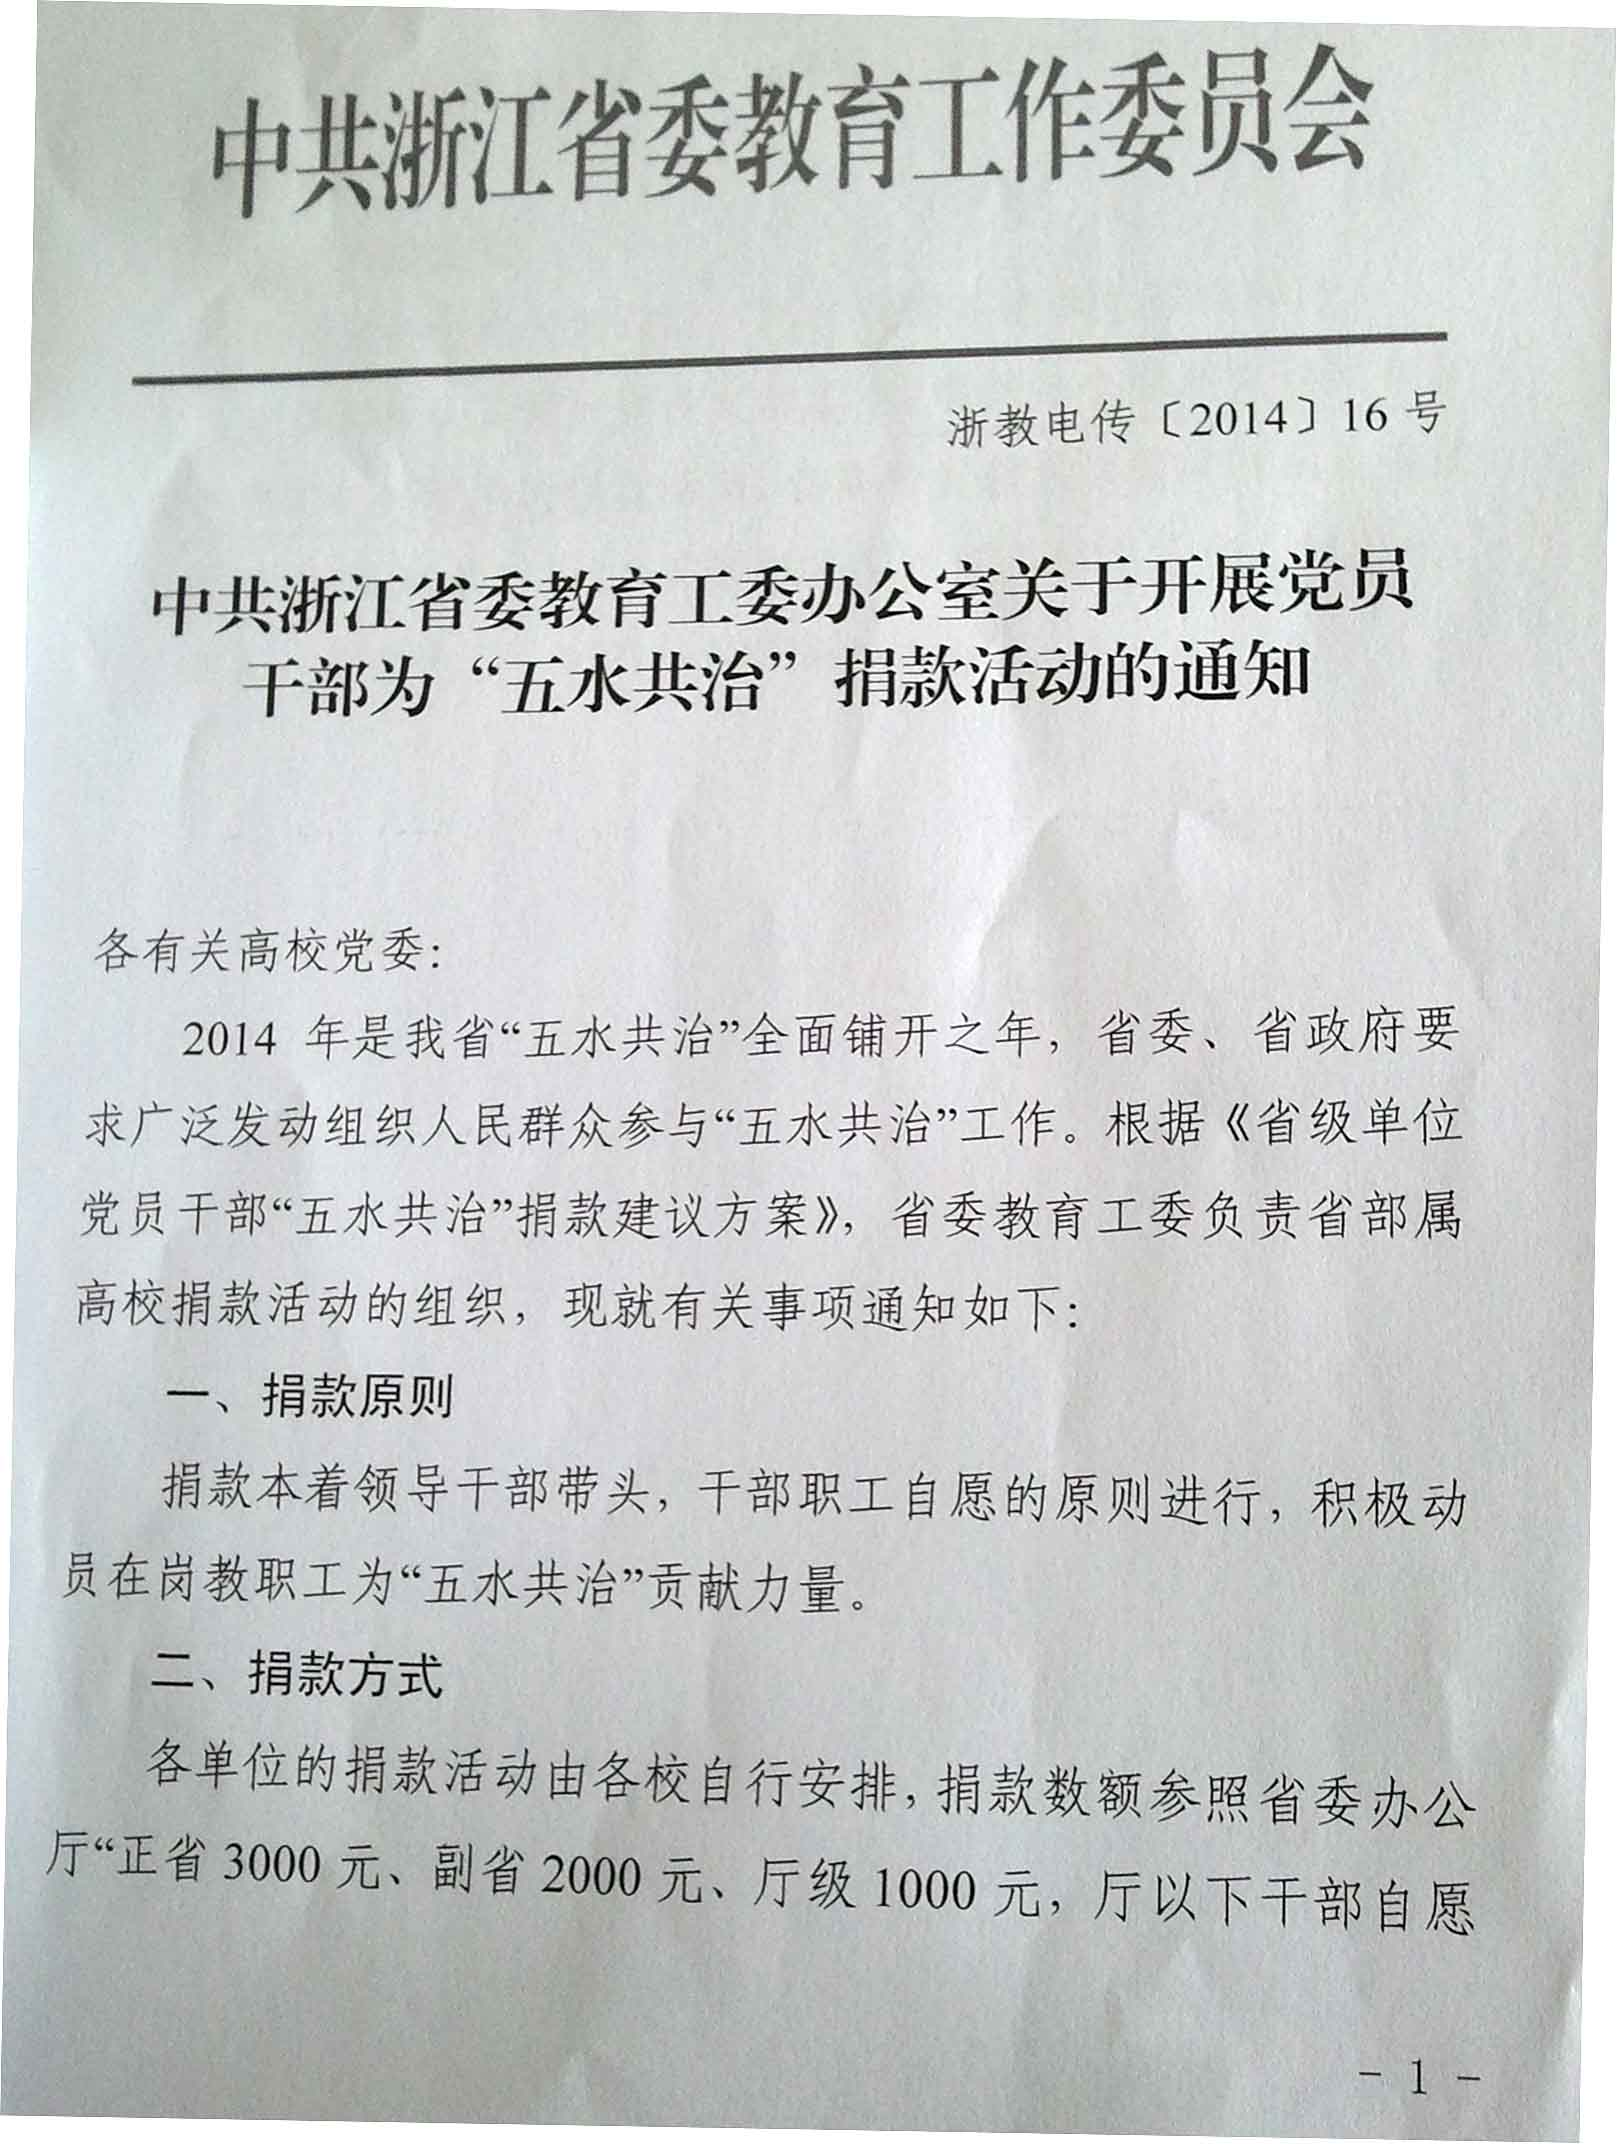 中共浙江省委教育工作委员会
浙教电传〔2014〕16 号
中共浙江省委教育工委办公室关于开展党员
干部为“五水共治”捐款活动的通知
各有关高校党委：
2014 年是我省“五水共治”全面铺开之年，省委、省政府要
求广泛发动组织人民群众参与“五水共治”工作。根据《省级单位
党员干部“五水共治”捐款建议方案》，省委教育工委负责省部属
高校捐款活动的组织，现就有关事项通知如下：
一、捐款原则
捐款本着领导干部带头，干部职工自愿的原则进行，积极动
员在岗教职工为“五水共治”贡献力量。
二、捐款方式
各单位的捐款活动由各校自行安排，捐款数额参照省委办公
厅“正省 3000 元、副省 2000 元、厅级 1000 元，厅以下干部自愿
- 1 -